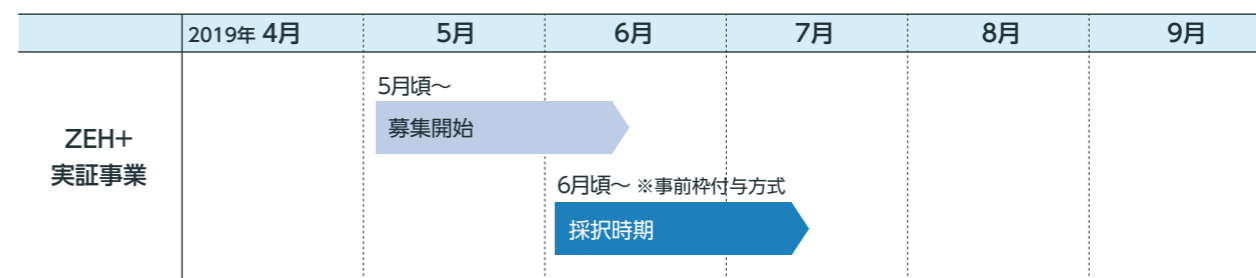 2019年 4月 5月 6月 7月 8月 9月
5月頃～
募集開始
ZEH+
実証事業
6月頃～ ※事前枠付与方式
採択時期